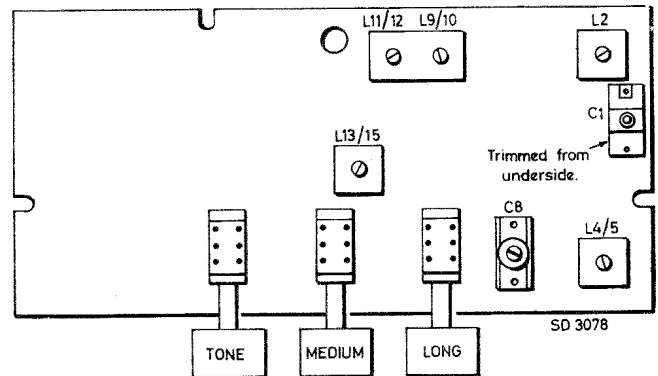 L11/12 L9/10
L2
C1
L13/15
Trimmed from
underside.
C8
L4/5
SD 3078
TONE
MEDIUM
LONG